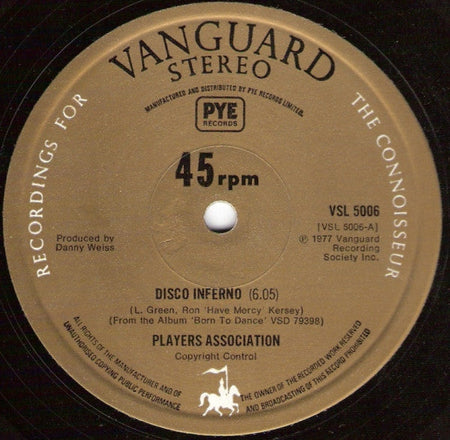 VANGUARD
STEREO
RECORDINGS FOR THE CONNOISSEUR
MANUFACTURED AND DISTRIBUTED BY PYE RECORDS LIMITED.
PYE
RECORDS
45 rpm
VSL 5006
[VSL 5006-A]
℗ 1977 Vanguard
Recording
Society Inc.
Produced by
Danny Weiss
DISCO INFERNO (6.05)
(L. Green, Ron 'Have Mercy' Kersey)
(From the Album 'Born To Dance' VSD 79398)
PLAYERS ASSOCIATION
Copyright Control
ALL RIGHTS OF THE MANUFACTURER AND OF THE OWNER OF THE RECORDED WORK RESERVED
UNAUTHORISED COPYING PUBLIC PERFORMANCE AND BROADCASTING OF THIS RECORD PROHIBITED